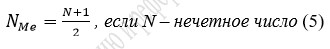 N_Me = (N+1)/2 , если N – нечетное число (5)